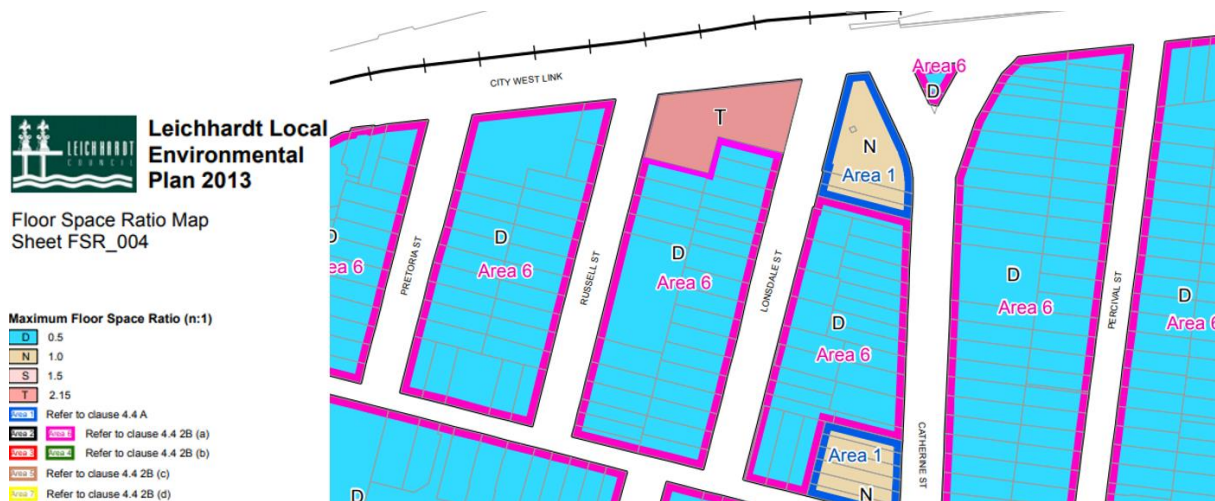 LEICHHARDT
COUNCIL
Leichhardt Local
Environmental
Plan 2013
Floor Space Ratio Map
Sheet FSR_004
Maximum Floor Space Ratio (n:1)
D 0.5
N 1.0
S 1.5
T 2.15
Area 1 Refer to clause 4.4 A
Area 2 Area 6 Refer to clause 4.4 2B (a)
Area 3 Area 4 Refer to clause 4.4 2B (b)
Area 5 Refer to clause 4.4 2B (c)
Area 7 Refer to clause 4.4 2B (d)
CITY WEST LINK
Area 6
D
T
N
Area 1
D
ea 6
PRETORIA ST
D
Area 6
RUSSELL ST
D
Area 6
LONSDALE ST
D
Area 6
D
Area 6
PERCIVAL ST
D
Area 6
CATHERINE ST
Area 1
N
D